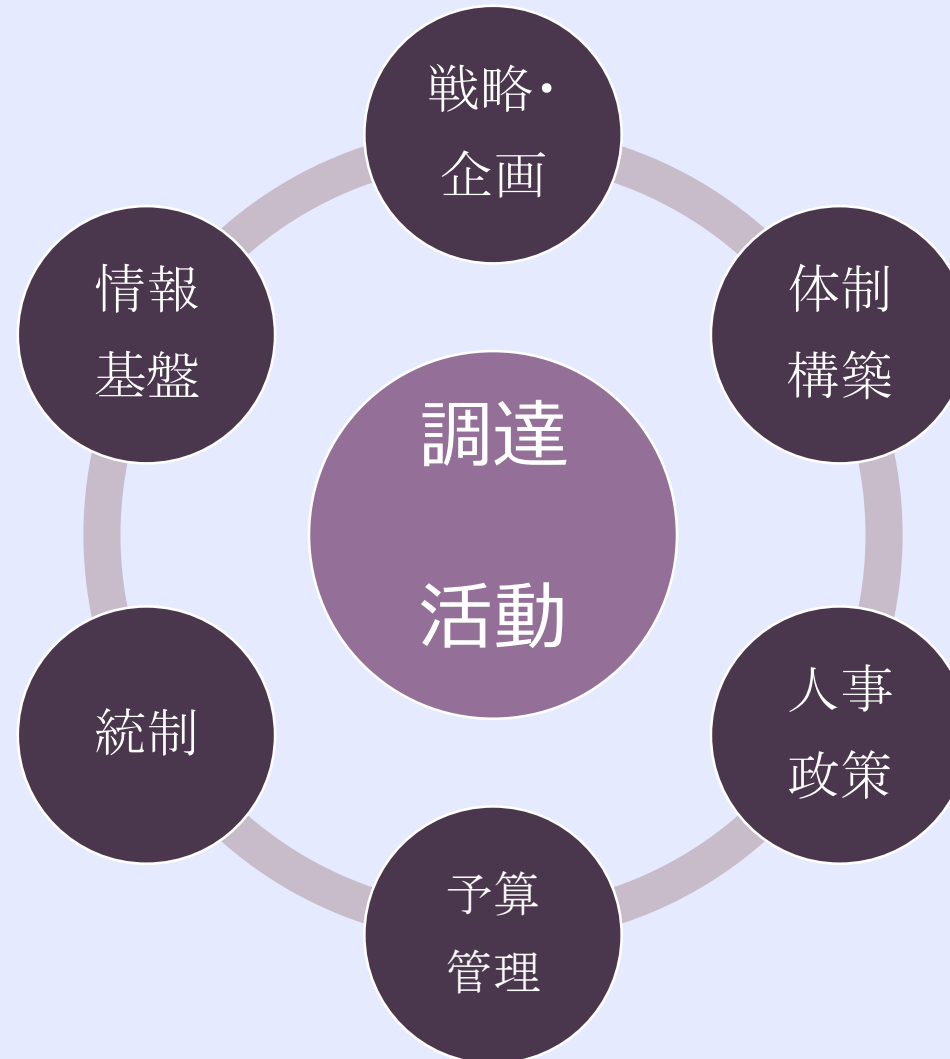 戦略・
企画
体制
構築
人事
政策
予算
管理
統制
情報
基盤
調達
活動